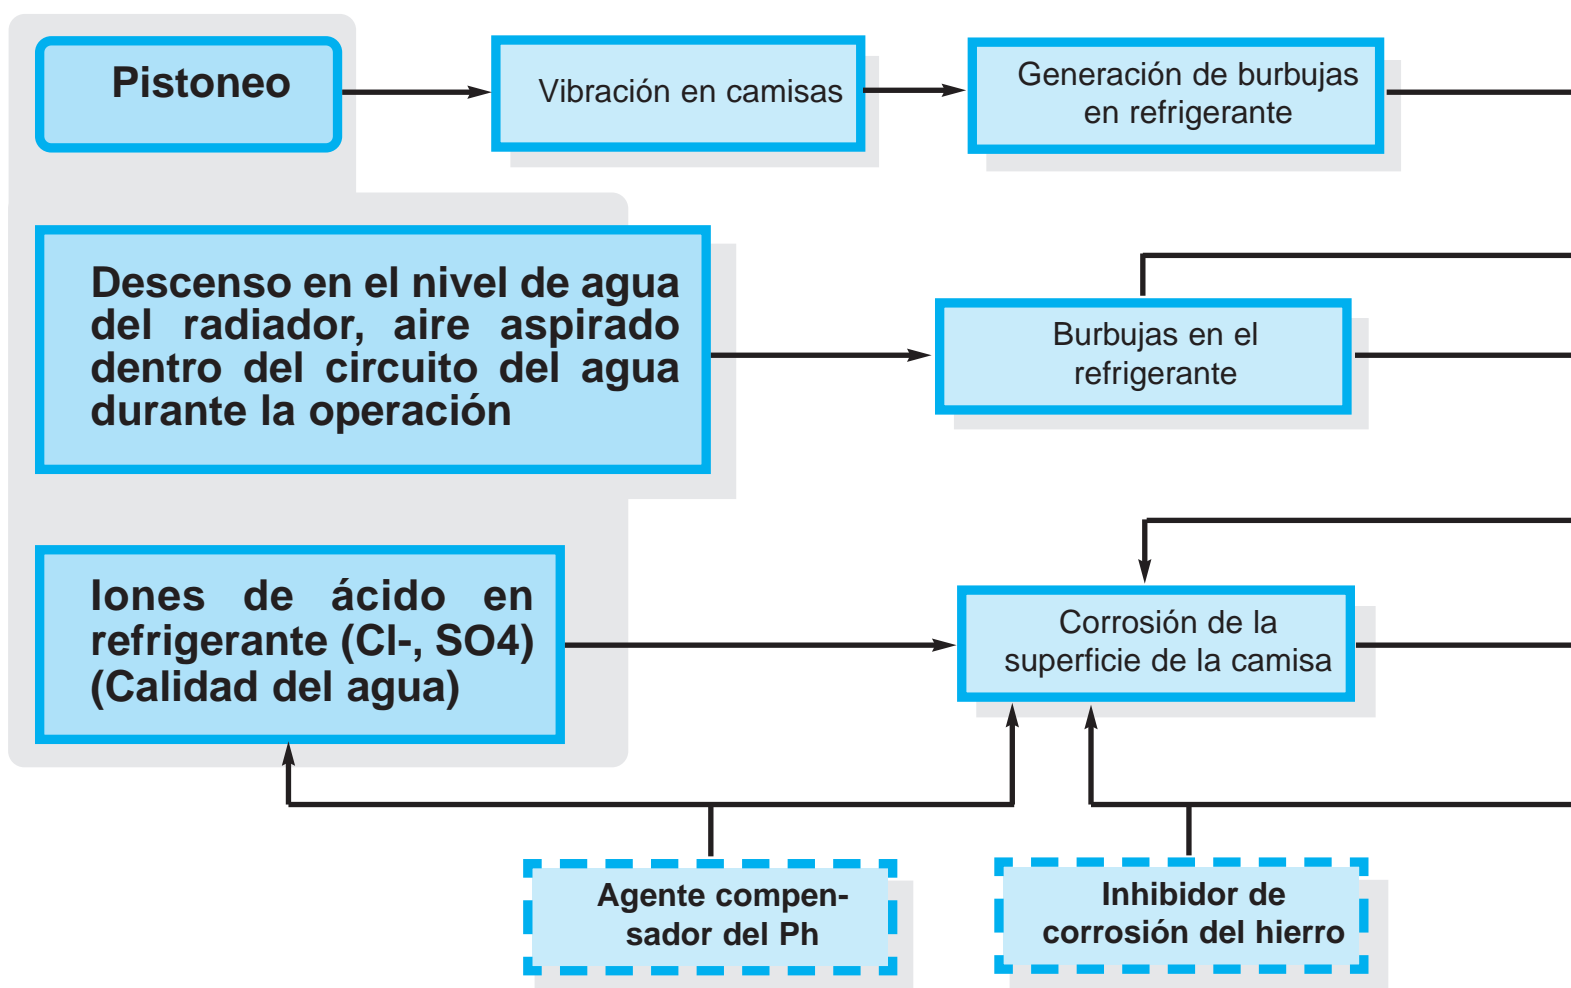 Pistoneo
Vibración en camisas
Generación de burbujas
en refrigerante
Descenso en el nivel de agua
del radiador, aire aspirado
dentro del circuito del agua
durante la operación
Burbujas en el
refrigerante
Iones de ácido en
refrigerante (Cl-, SO4)
(Calidad del agua)
Corrosión de la
superficie de la camisa
Agente compen-
sador del Ph
Inhibidor de
corrosión del hierro